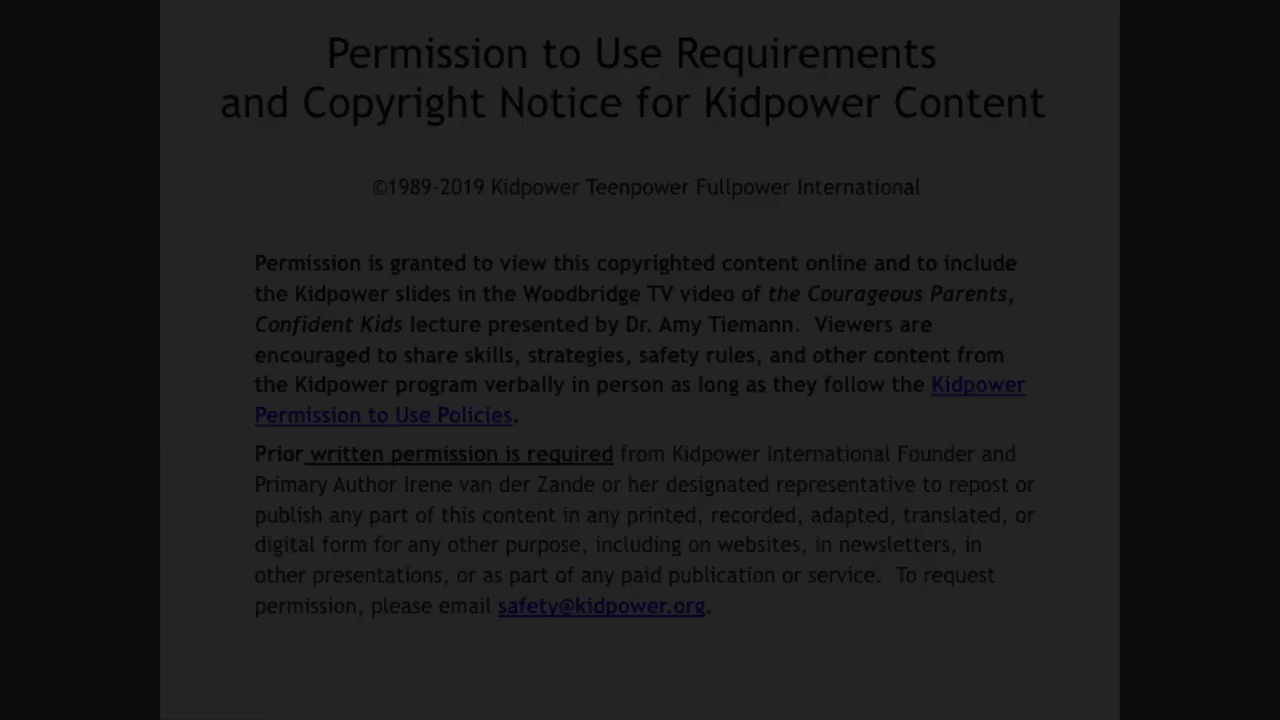 Permission to Use Requirements
and Copyright Notice for Kidpower Content
©1989-2019 Kidpower Teenpower Fullpower International
Permission is granted to view this copyrighted content online and to include
the Kidpower slides in the Woodbridge TV video of the Courageous Parents,
Confident Kids lecture presented by Dr. Amy Tiemann.  Viewers are
encouraged to share skills, strategies, safety rules, and other content from
the Kidpower program verbally in person as long as they follow the Kidpower
Permission to Use Policies.
Prior written permission is required from Kidpower International Founder and
Primary Author Irene van der Zande or her designated representative to repost or
publish any part of this content in any printed, recorded, adapted, translated, or
digital form for any other purpose, including on websites, in newsletters, in
other presentations, or as part of any paid publication or service.  To request
permission, please email safety@kidpower.org.